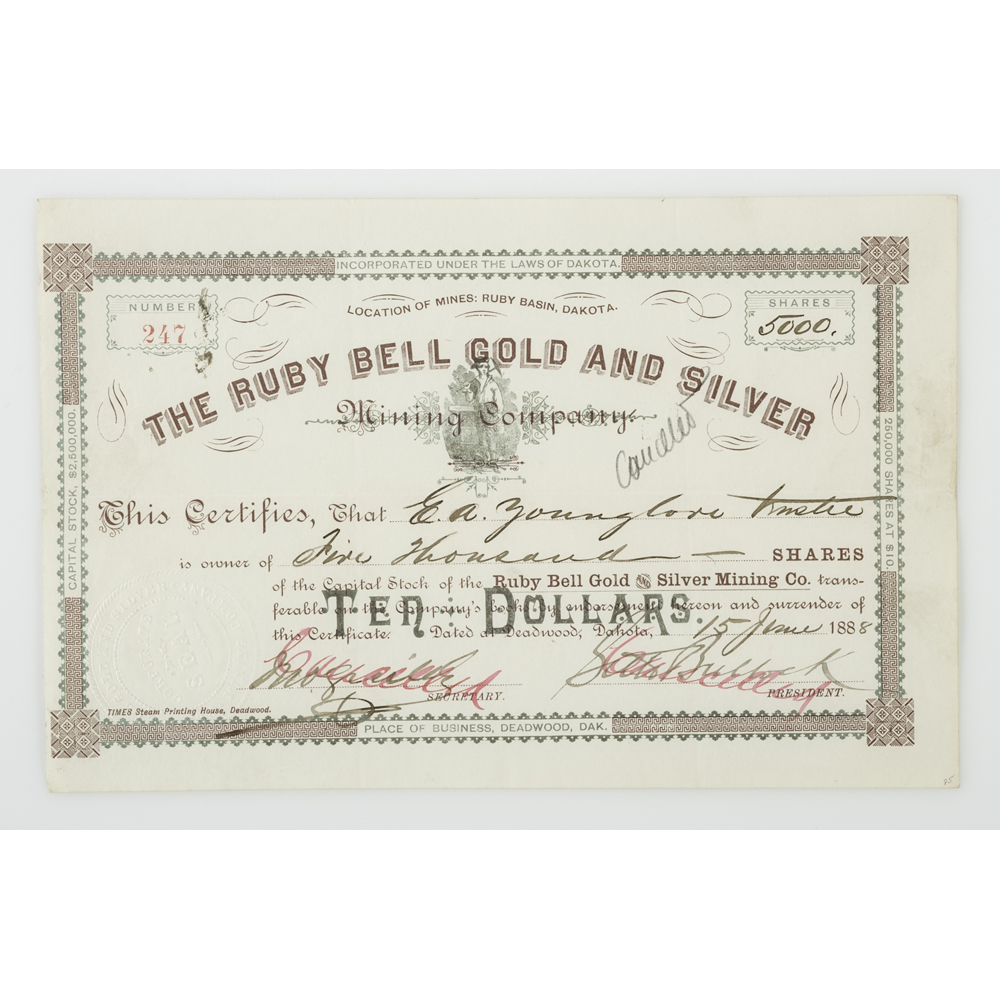 INCORPORATED UNDER THE LAWS OF DAKOTA.
NUMBER
247
LOCATION OF MINES: RUBY BASIN, DAKOTA.
SHARES
5000.
THE RUBY BELL GOLD AND SILVER
Mining Company.
CAPITAL STOCK, $2,500,000.
250,000 SHARES AT $10.
This Certifies, That E. A. Younglove Trustee
is owner of Five Thousand — SHARES
of the Capital Stock of the Ruby Bell Gold AND Silver Mining Co. trans-
ferable on the Company's books by endorsement hereon and surrender of
TEN DOLLARS.
this Certificate. Dated at Deadwood, Dakota, 15 June 1888
Cancelled
Seth Bullock
SECRETARY.
PRESIDENT.
TIMES Steam Printing House, Deadwood.
PLACE OF BUSINESS, DEADWOOD, DAK.